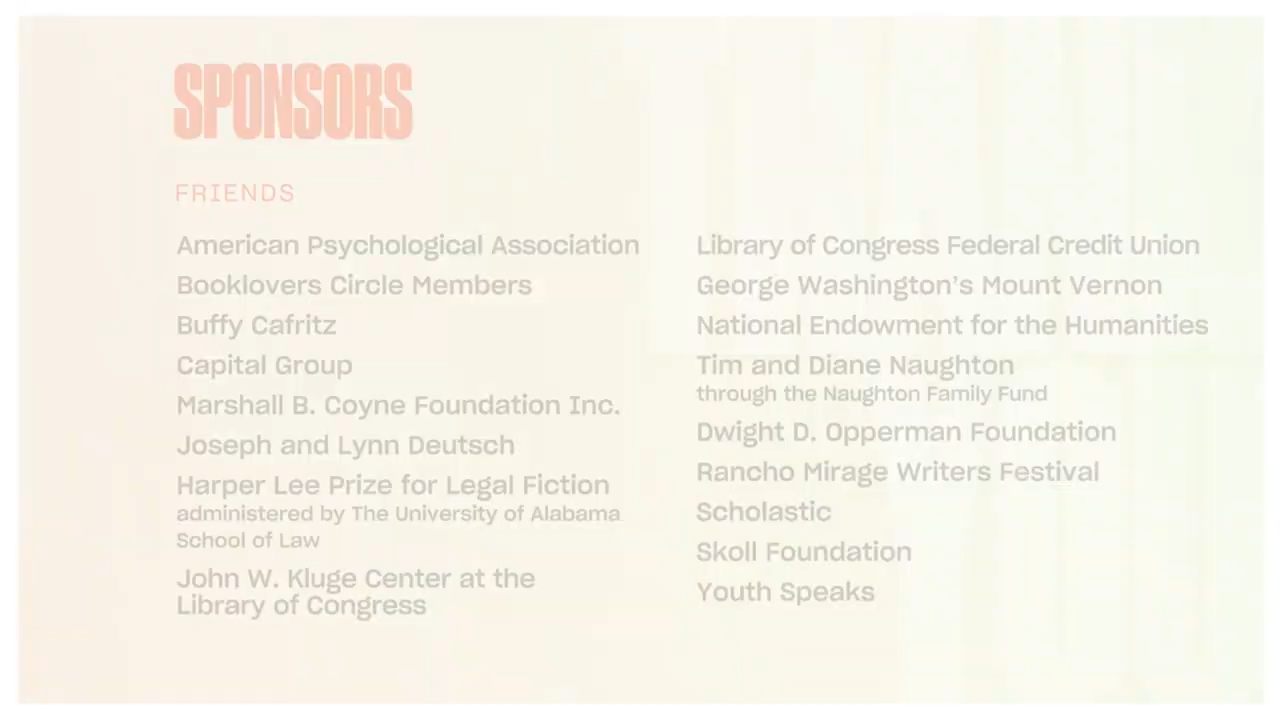 SPONSORS
FRIENDS
American Psychological Association
Booklovers Circle Members
Buffy Cafritz
Capital Group
Marshall B. Coyne Foundation Inc.
Joseph and Lynn Deutsch
Harper Lee Prize for Legal Fiction
administered by The University of Alabama
School of Law
John W. Kluge Center at the
Library of Congress
Library of Congress Federal Credit Union
George Washington’s Mount Vernon
National Endowment for the Humanities
Tim and Diane Naughton
through the Naughton Family Fund
Dwight D. Opperman Foundation
Rancho Mirage Writers Festival
Scholastic
Skoll Foundation
Youth Speaks